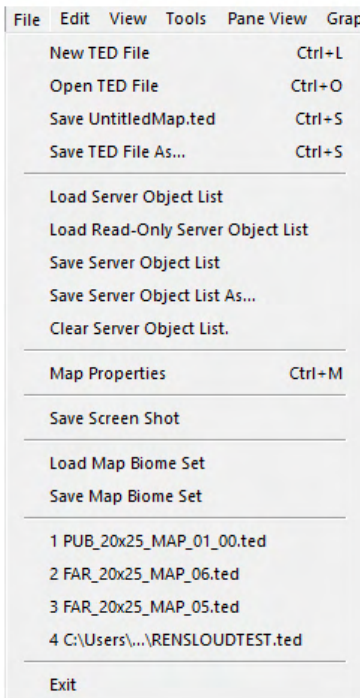 File Edit View Tools Pane View Grap
New TED File Ctrl+L
Open TED File Ctrl+O
Save UntitledMap.ted Ctrl+S
Save TED File As... Ctrl+S
Load Server Object List
Load Read-Only Server Object List
Save Server Object List
Save Server Object List As...
Clear Server Object List.
Map Properties Ctrl+M
Save Screen Shot
Load Map Biome Set
Save Map Biome Set
1 PUB_20x25_MAP_01_00.ted
2 FAR_20x25_MAP_06.ted
3 FAR_20x25_MAP_05.ted
4 C:\Users\...\RENSLOUDTEST.ted
Exit